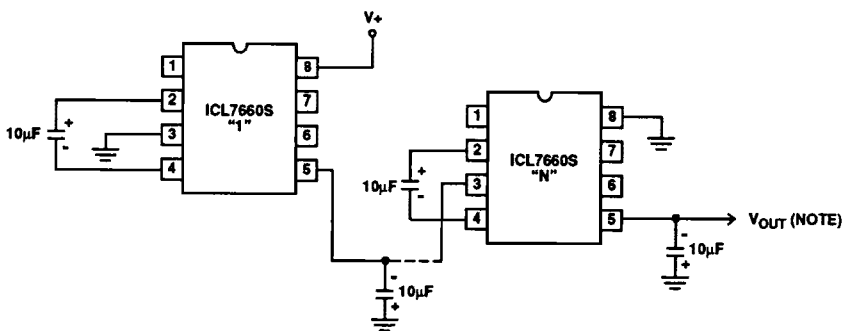 V+
1
2
3
4
ICL7660S
"1"
8
7
6
5
10µF
+
-
1
2
3
4
ICL7660S
"N"
8
7
6
5
10µF
+
-
VOUT (NOTE)
-
10µF
+
-
10µF
+